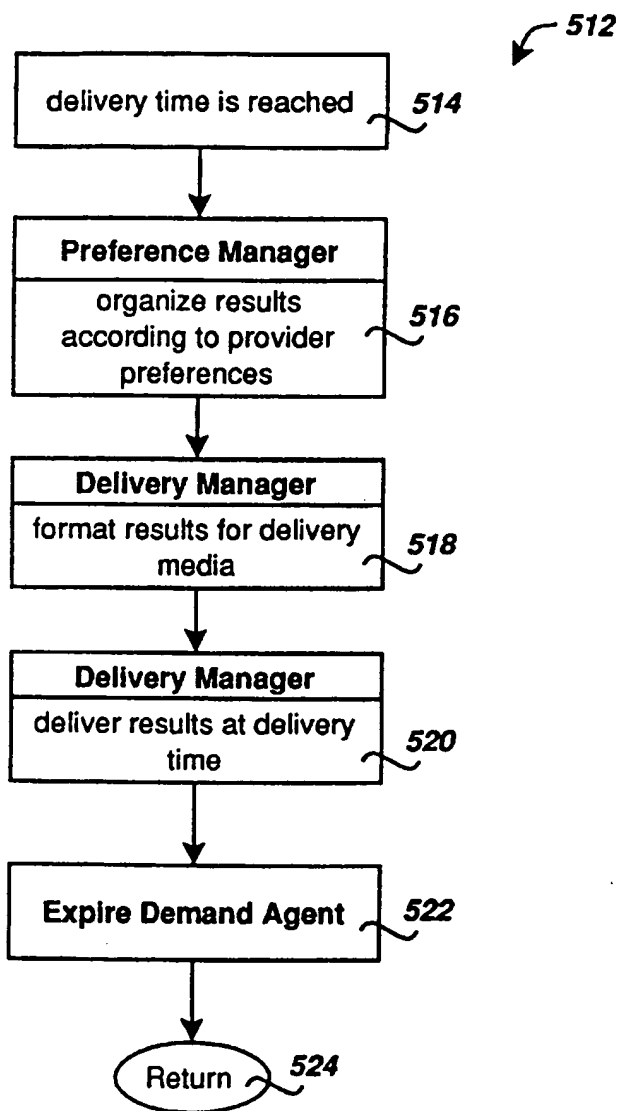 512
delivery time is reached
514
Preference Manager
organize results
according to provider
preferences
516
Delivery Manager
format results for delivery
media
518
Delivery Manager
deliver results at delivery
time
520
Expire Demand Agent
522
Return
524